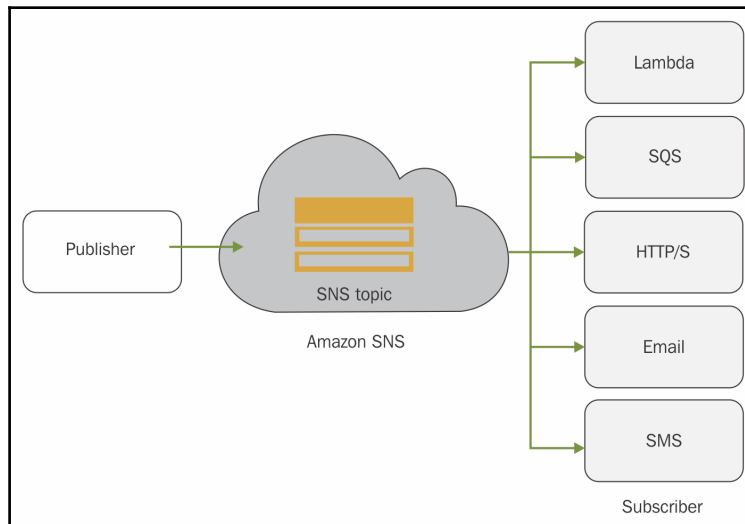 Publisher
SNS topic
Amazon SNS
Lambda
SQS
HTTP/S
Email
SMS
Subscriber